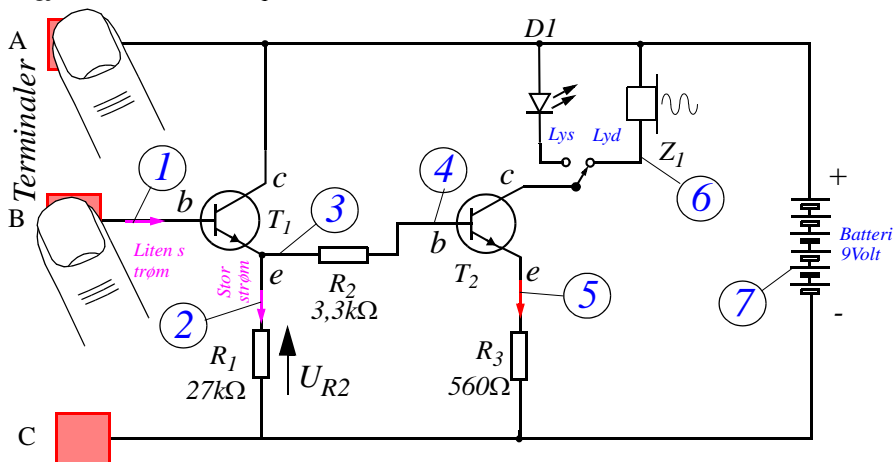 A
D1
Terminaler
Lys
Lyd
Z1
1
c
4
c
6
+
B
b
T1
3
b
T2
Batteri
9Volt
Liten s
trøm
Stor
strøm
e
R2
3,3kΩ
e
5
7
-
2
R1
27kΩ
UR2
R3
560Ω
C